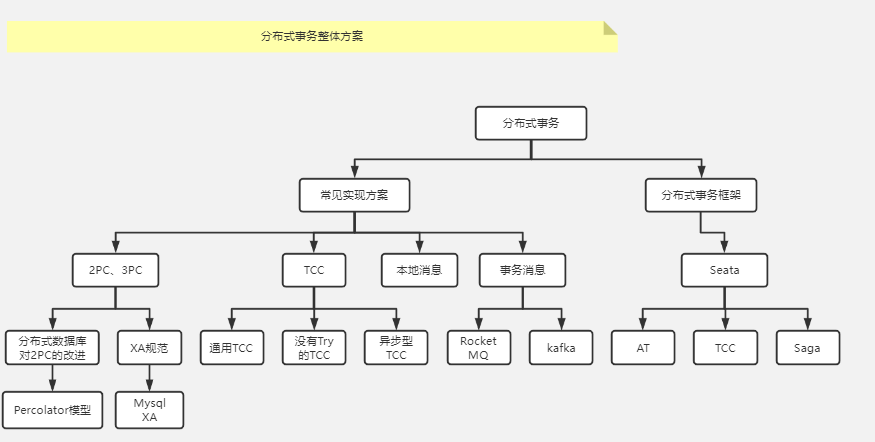 分布式事务整体方案
分布式事务
常见实现方案
分布式事务框架
2PC、3PC
TCC
本地消息
事务消息
Seata
分布式数据库
对2PC的改进
XA规范
通用TCC
没有Try
的TCC
异步型
TCC
Rocket
MQ
kafka
AT
TCC
Saga
Percolator模型
Mysql
XA